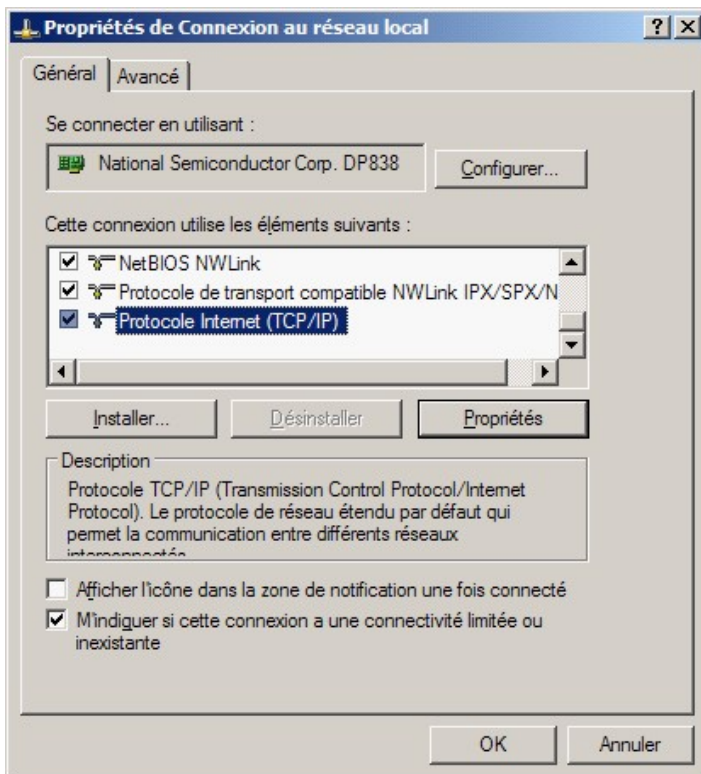 Propriétés de Connexion au réseau local
Général
Avancé
Se connecter en utilisant :
National Semiconductor Corp. DP838
Configurer...
Cette connexion utilise les éléments suivants :
NetBIOS NWLink
Protocole de transport compatible NWLink IPX/SPX/N
Protocole Internet (TCP/IP)
Installer...
Désinstaller
Propriétés
Description
Protocole TCP/IP (Transmission Control Protocol/Internet
Protocol). Le protocole de réseau étendu par défaut qui
permet la communication entre différents réseaux
interconnectés.
Afficher l'icône dans la zone de notification une fois connecté
M'indiquer si cette connexion a une connectivité limitée ou
inexistante
OK
Annuler